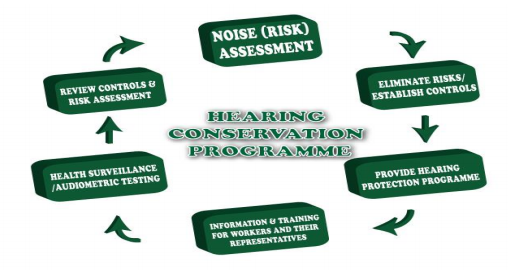 NOISE (RISK)
ASSESSMENT
ELIMINATE RISKS/
ESTABLISH CONTROLS
PROVIDE HEARING
PROTECTION PROGRAMME
INFORMATION & TRAINING
FOR WORKERS AND THEIR
REPRESENTATIVES
HEALTH SURVEILLANCE
/AUDIOMETRIC TESTING
REVIEW CONTROLS &
RISK ASSESSMENT
HEARING
CONSERVATION
PROGRAMME